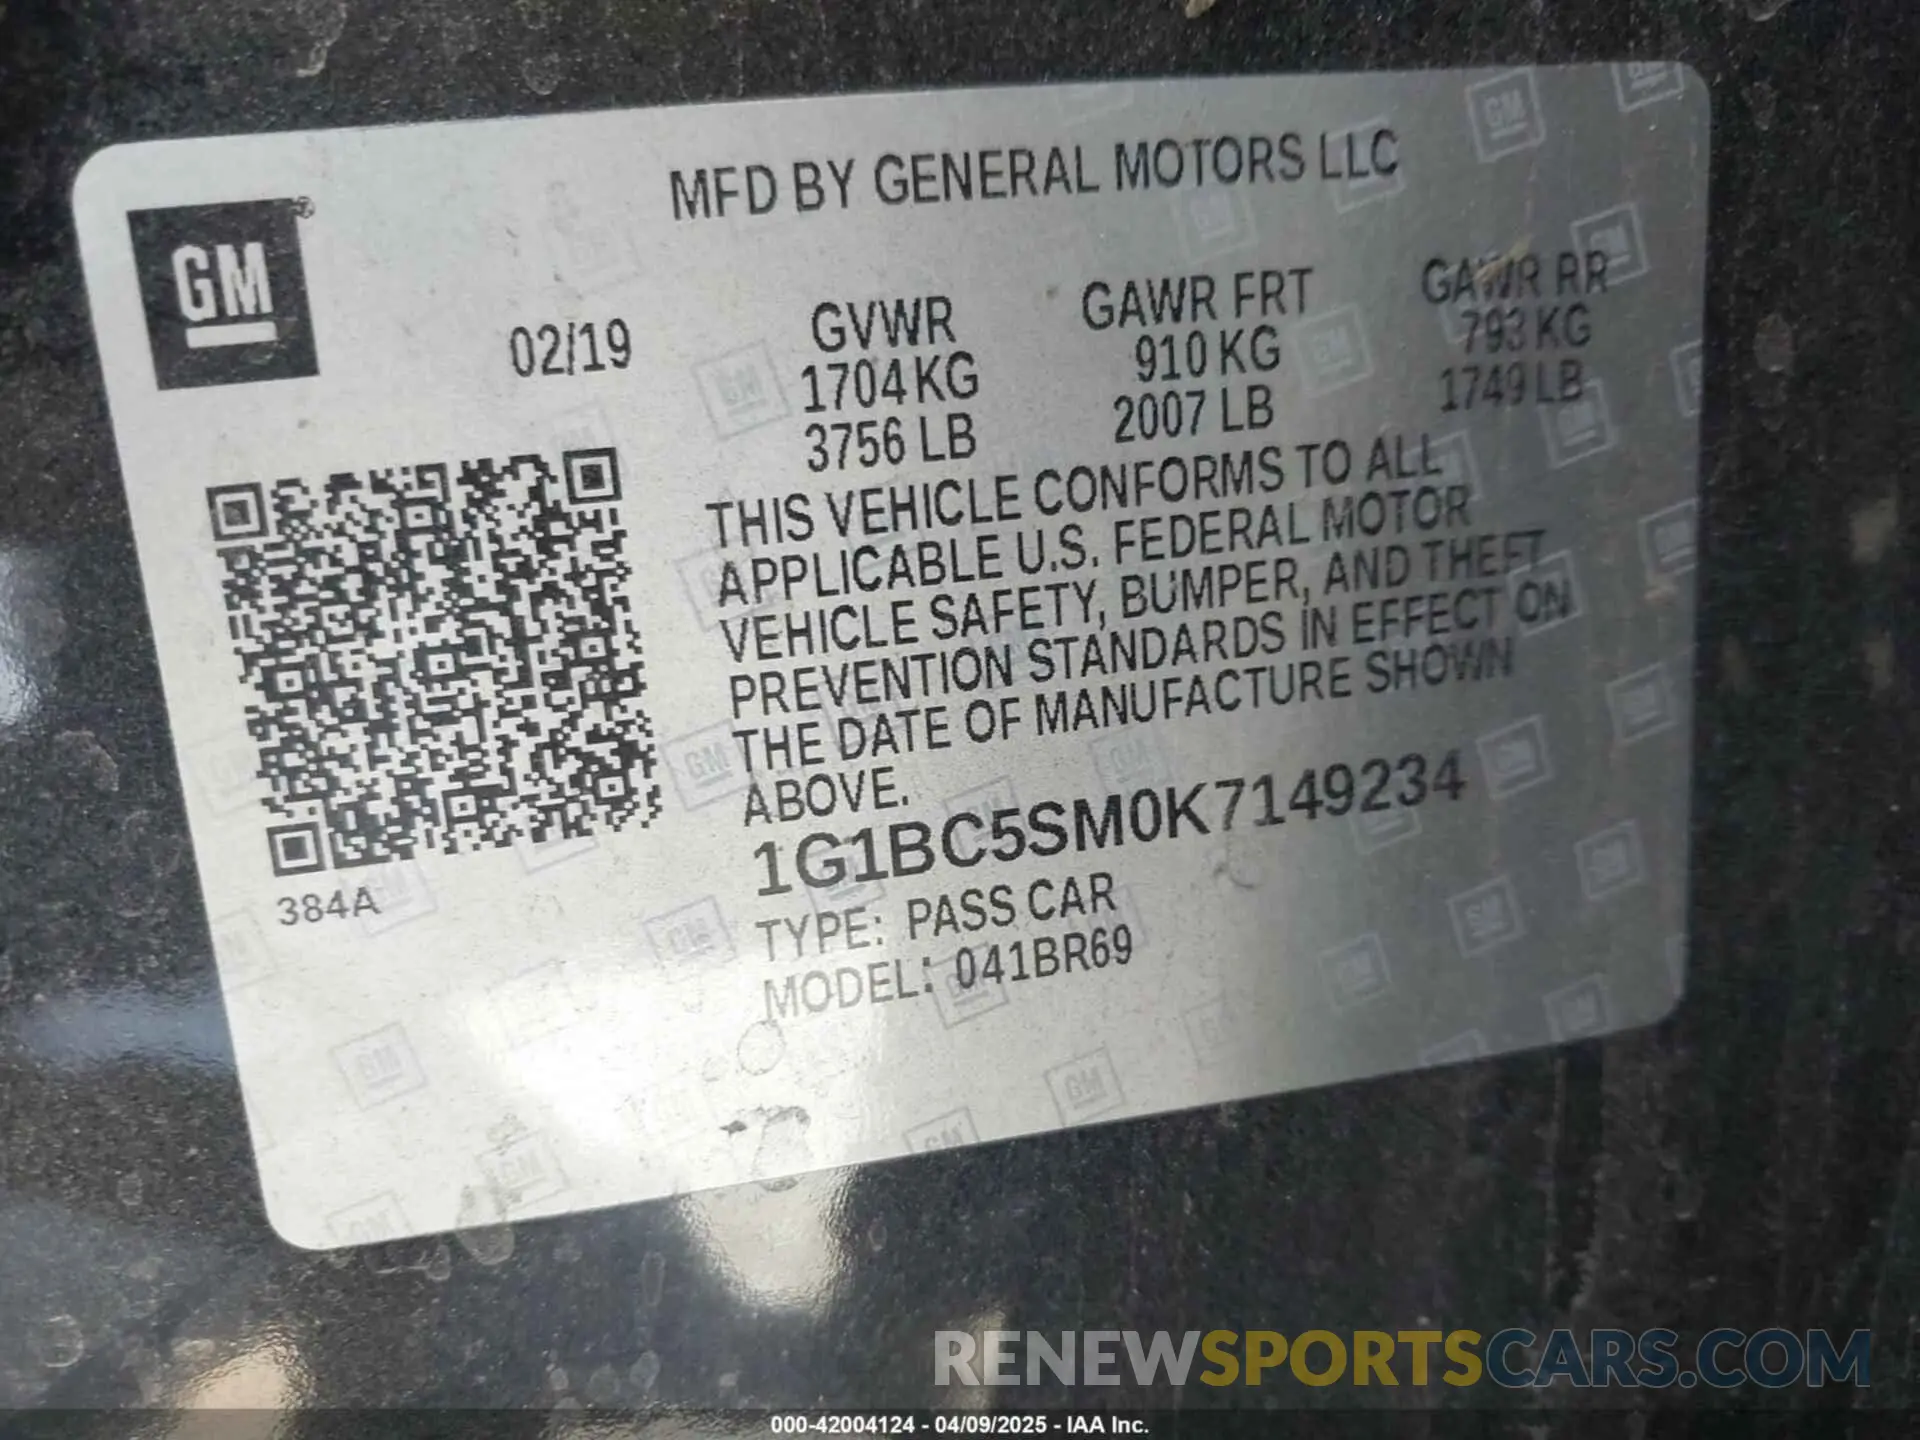 MFD BY GENERAL MOTORS LLC
GM
02/19
GVWR GAWR FRT GAWR RR
1704 KG 910 KG 793 KG
3756 LB 2007 LB 1749 LB
THIS VEHICLE CONFORMS TO ALL
APPLICABLE U.S. FEDERAL MOTOR
VEHICLE SAFETY, BUMPER, AND THEFT
PREVENTION STANDARDS IN EFFECT ON
THE DATE OF MANUFACTURE SHOWN
ABOVE.
1G1BC5SM0K7149234
384A
TYPE: PASS CAR
MODEL: 041BR69
RENEWSPORTSCARS.COM
000-42004124 - 04/09/2025 - IAA Inc.